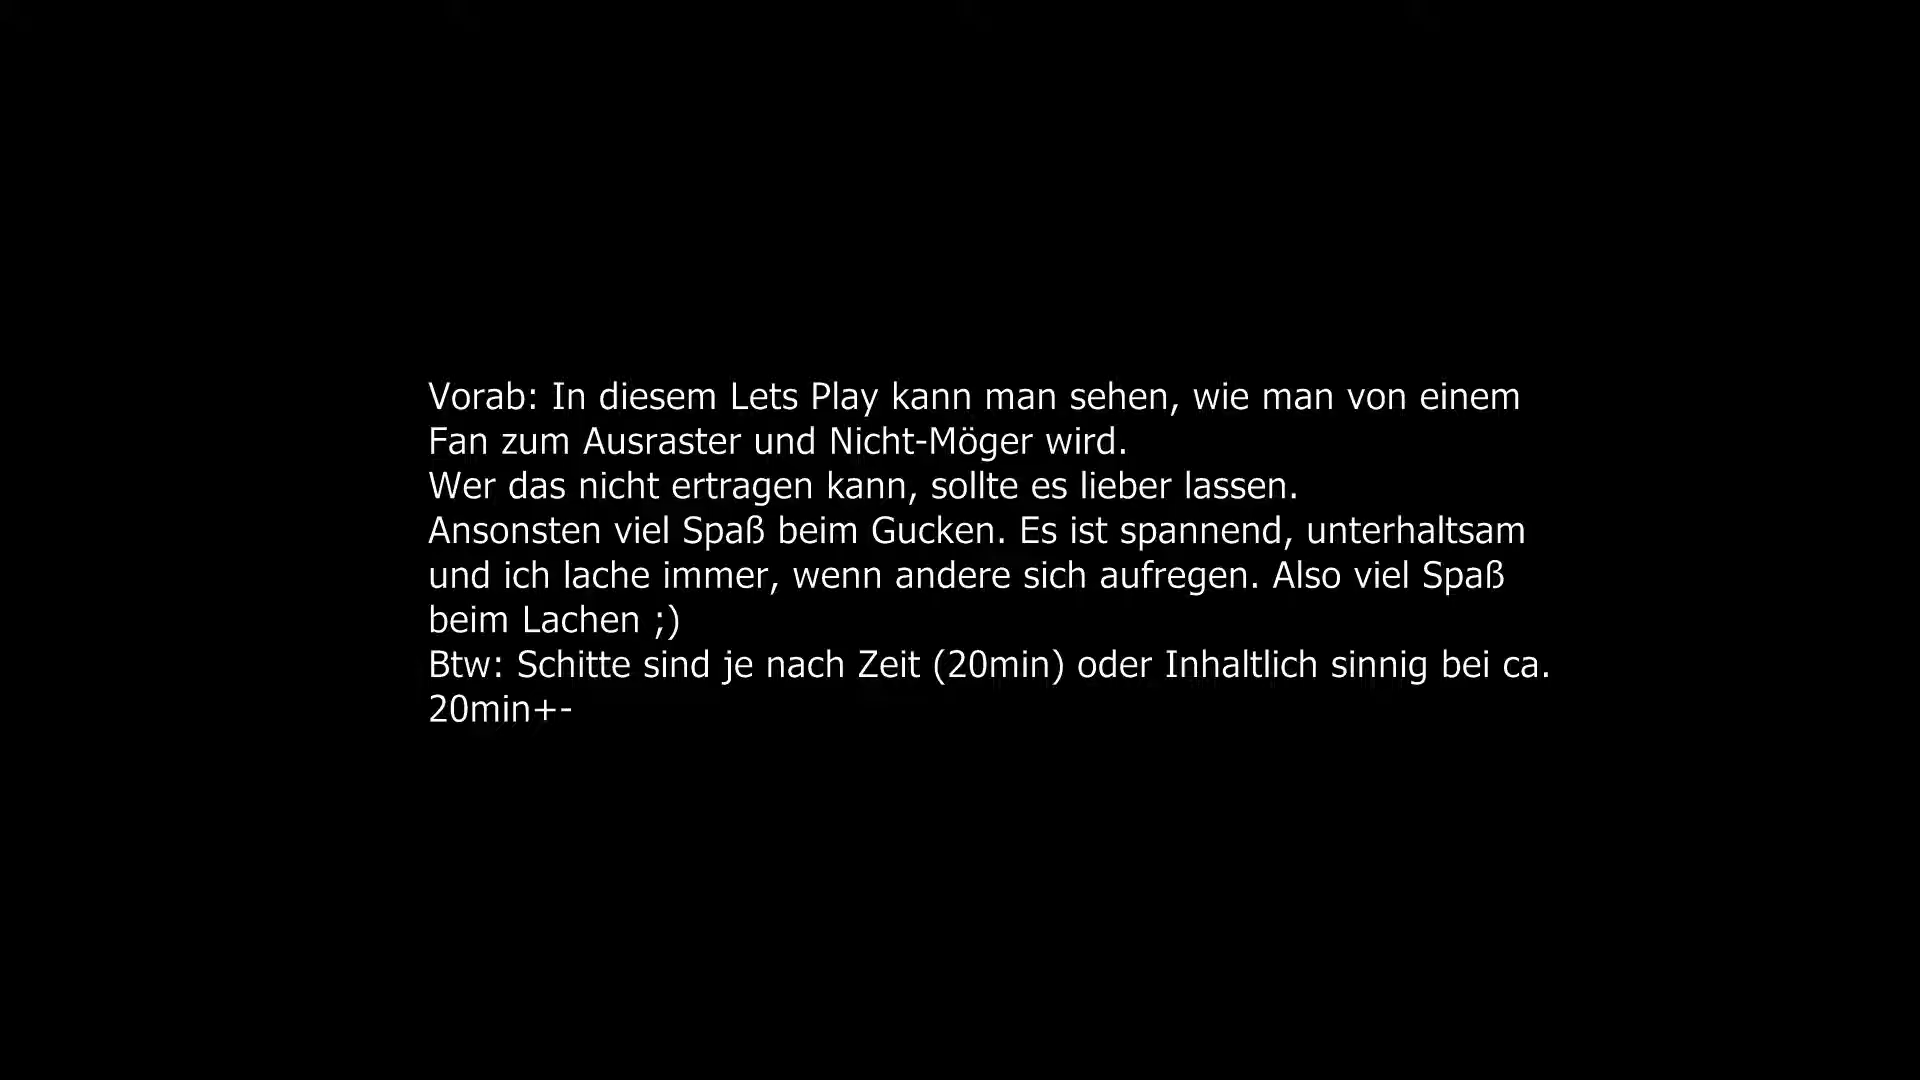 Vorab: In diesem Lets Play kann man sehen, wie man von einem
Fan zum Ausraster und Nicht-Möger wird.
Wer das nicht ertragen kann, sollte es lieber lassen.
Ansonsten viel Spaß beim Gucken. Es ist spannend, unterhaltsam
und ich lache immer, wenn andere sich aufregen. Also viel Spaß
beim Lachen ;)
Btw: Schitte sind je nach Zeit (20min) oder Inhaltlich sinnig bei ca.
20min+-